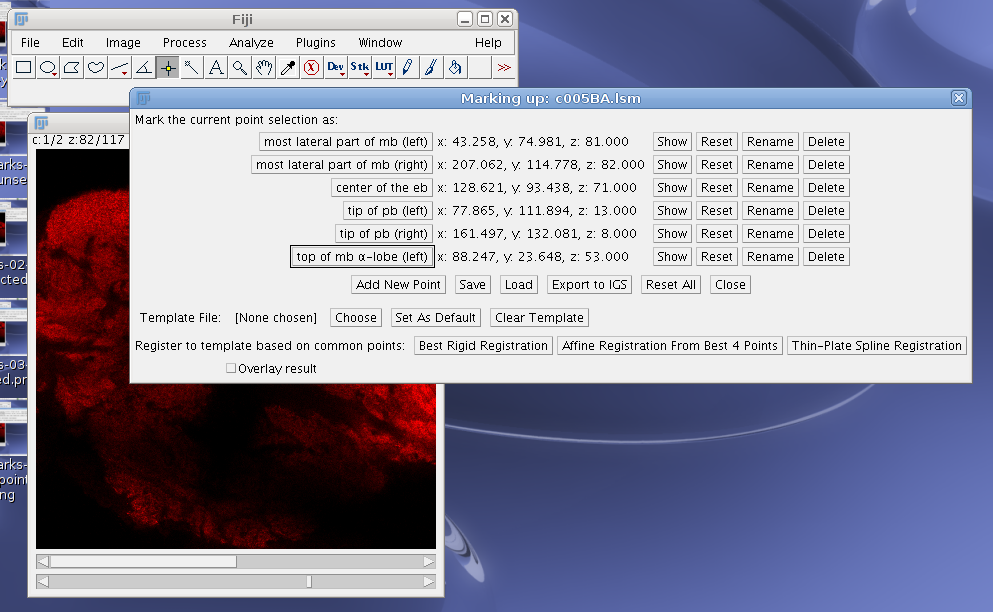 Fiji
File Edit Image Process Analyze Plugins Window Help
A Dev Stk LUT >>
Marking up: c005BA.lsm
c:1/2 z:82/117
Mark the current point selection as:
most lateral part of mb (left) x: 43.258, y: 74.981, z: 81.000 Show Reset Rename Delete
most lateral part of mb (right) x: 207.062, y: 114.778, z: 82.000 Show Reset Rename Delete
center of the eb x: 128.621, y: 93.438, z: 71.000 Show Reset Rename Delete
tip of pb (left) x: 77.865, y: 111.894, z: 13.000 Show Reset Rename Delete
tip of pb (right) x: 161.497, y: 132.081, z: 8.000 Show Reset Rename Delete
top of mb α-lobe (left) x: 88.247, y: 23.648, z: 53.000 Show Reset Rename Delete
Add New Point Save Load Export to IGS Reset All Close
Template File: [None chosen] Choose Set As Default Clear Template
Register to template based on common points: Best Rigid Registration Affine Registration From Best 4 Points Thin-Plate Spline Registration
Overlay result
arks-
unse
s-02
cted
s-03
ed.pr
arks-
point
ng